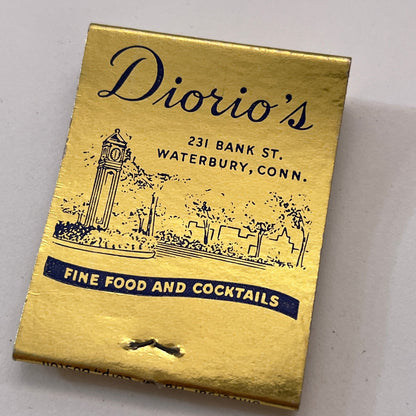 Diorio's
231 BANK ST.
WATERBURY, CONN.
FINE FOOD AND COCKTAILS